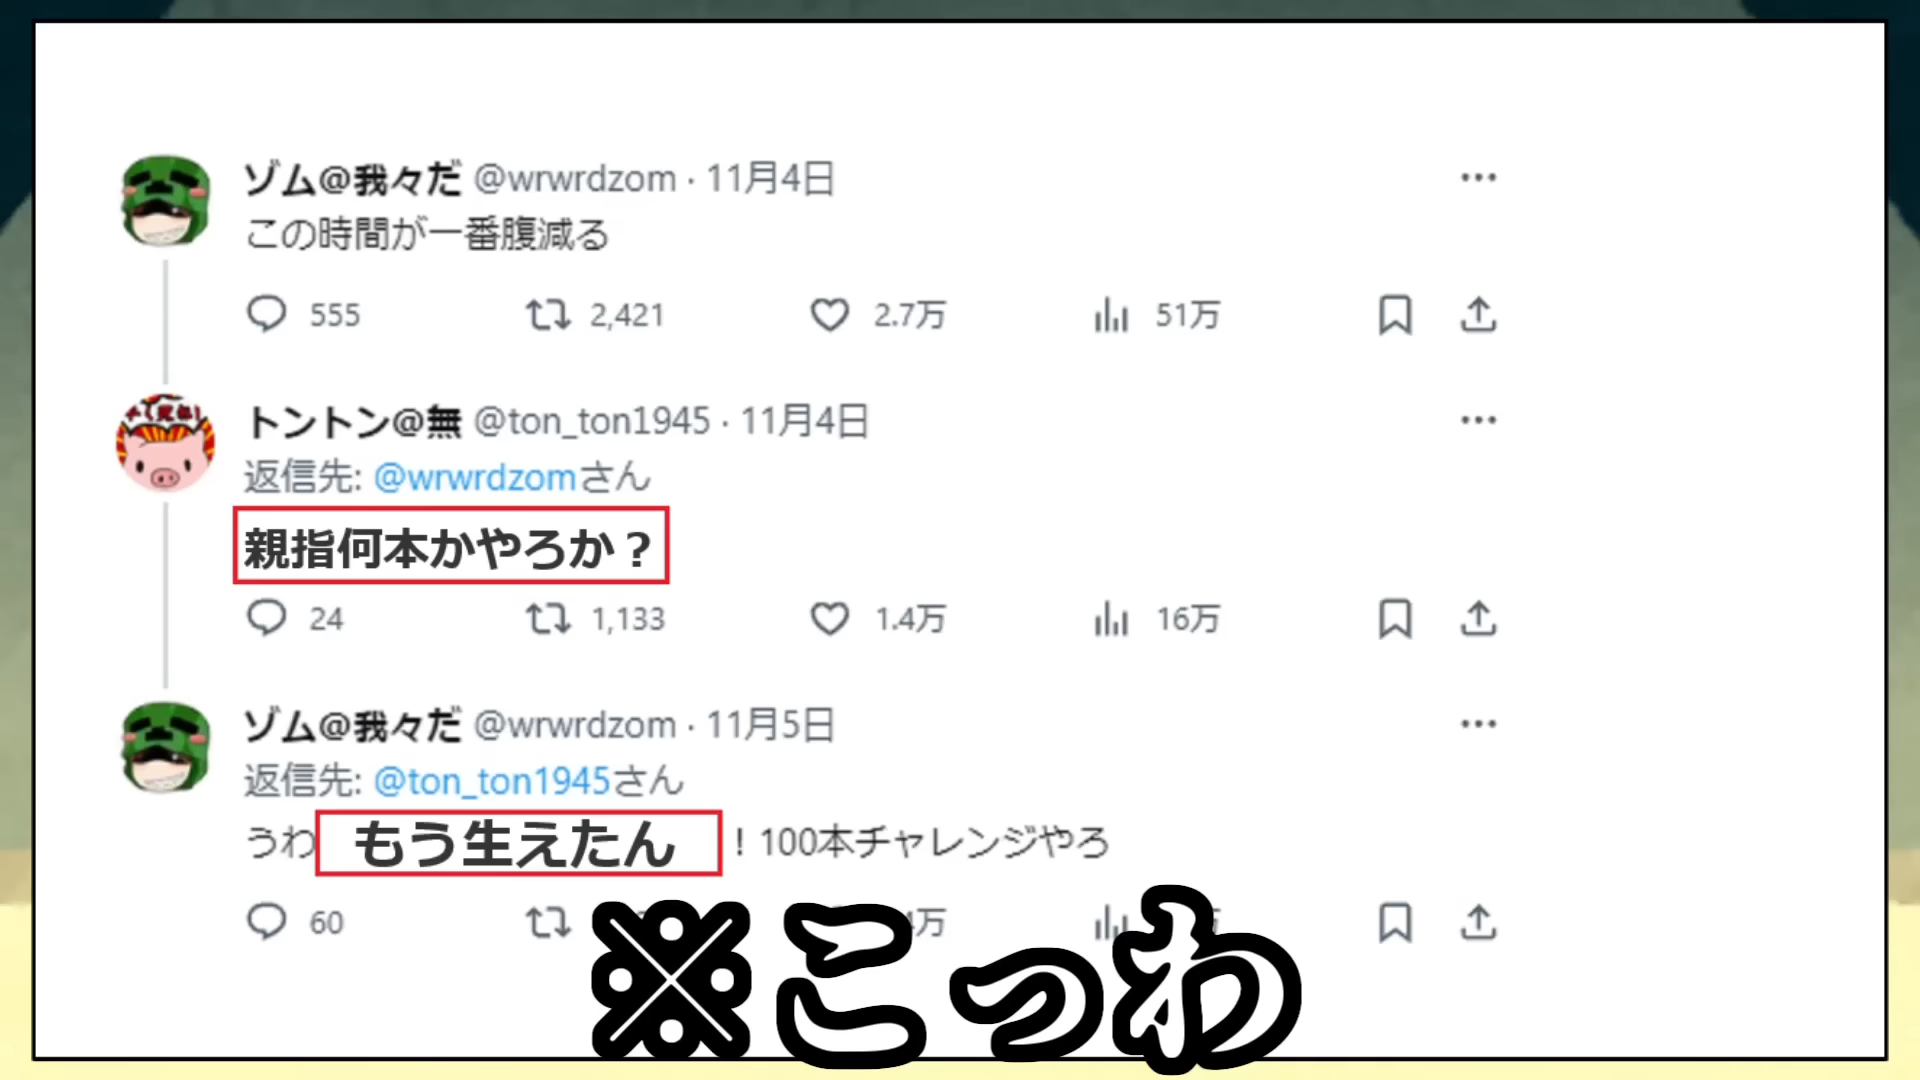 ゾム@我々だ @wrwrdzom · 11月4日
この時間が一番腹減る
555 2,421 2.7万 51万
トントン@無 @ton_ton1945 · 11月4日
返信先: @wrwrdzomさん
親指何本かやろか？
24 1,133 1.4万 16万
ゾム@我々だ @wrwrdzom · 11月5日
返信先: @ton_ton1945さん
うわ もう生えたん ！100本チャレンジやろ
60
※こっわ